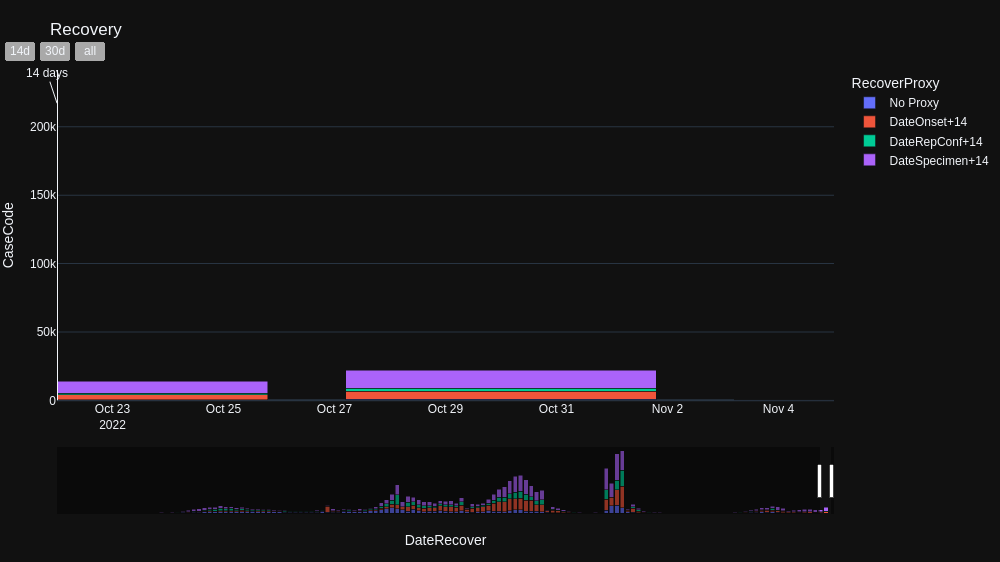 Recovery
14d 30d all
14 days
RecoverProxy
No Proxy
DateOnset+14
DateRepConf+14
DateSpecimen+14
CaseCode
200k
150k
100k
50k
0
Oct 23 Oct 25 Oct 27 Oct 29 Oct 31 Nov 2 Nov 4
2022
DateRecover